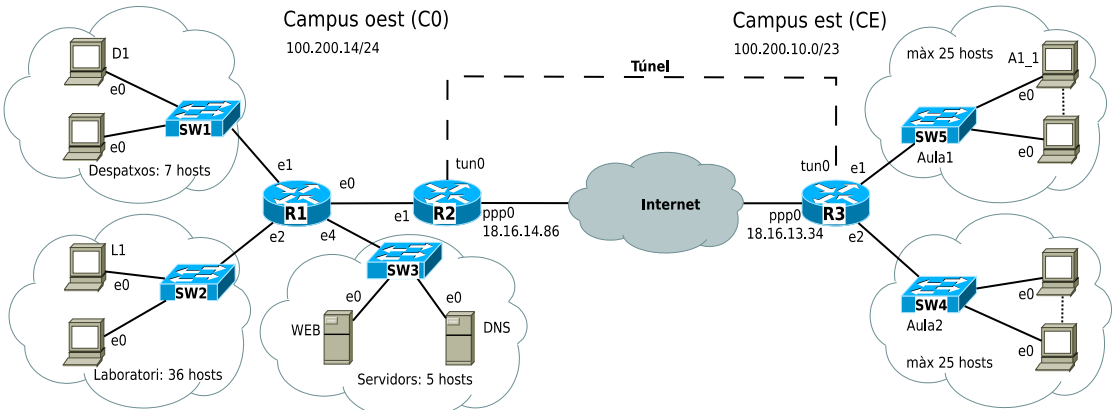 Campus oest (C0)
100.200.14/24
Campus est (CE)
100.200.10.0/23
Túnel
D1
e0
e0
SW1
Despatxos: 7 hosts
e1
e0
R1
e2
e4
L1
e0
SW2
e0
Laboratori: 36 hosts
SW3
e0
e0
WEB
DNS
Servidors: 5 hosts
tun0
e1
R2
ppp0
18.16.14.86
Internet
tun0
e1
ppp0
R3
18.16.13.34
e2
màx 25 hosts
A1_1
e0
SW5
Aula1
e0
e0
SW4
Aula2
e0
màx 25 hosts